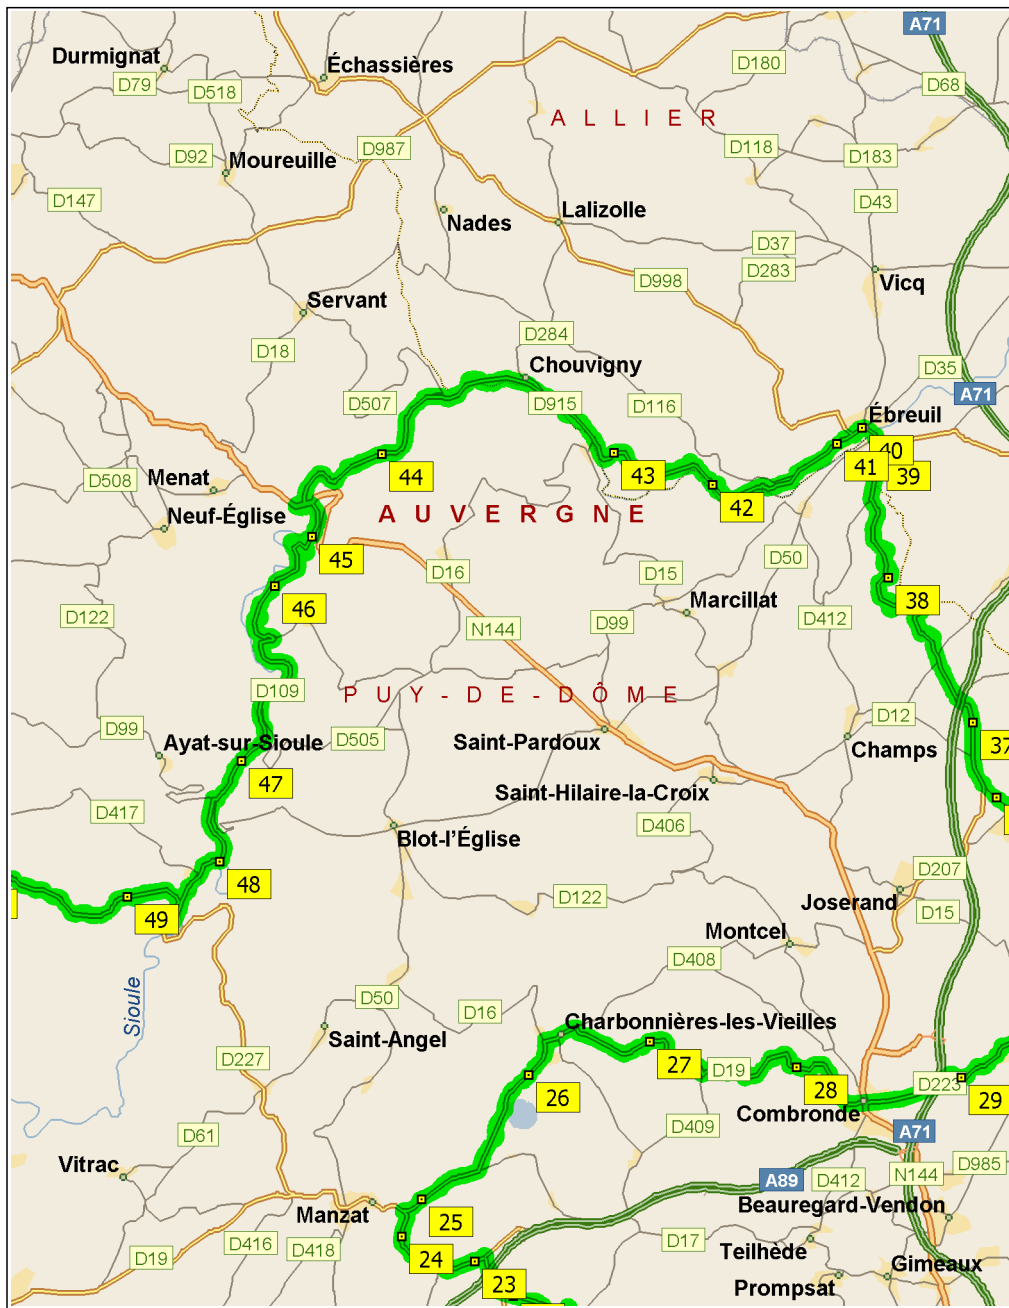 A71
Durmignat
Échassières
D180
D79
D518
D68
ALLIER
D987
D118
D183
D92
Moureuille
D147
D43
Nades
Lalizolle
D37
D283
D998
Vicq
Servant
D284
D18
Chouvigny
D35
A71
D507
D915
D116
Ébreuil
40
41
39
44
43
42
D508
Menat
Neuf-Église
AUVERGNE
45
D50
D16
D15
46
Marcillat
38
D122
D412
D99
N144
D109
PUY-DE-DÔME
D12
D99
Ayat-sur-Sioule
D505
Saint-Pardoux
Champs
37
47
Saint-Hilaire-la-Croix
D417
D406
Blot-l'Église
48
D207
D122
Joserand
49
D15
Montcel
D408
D50
Sioule
D16
Saint-Angel
Charbonnières-les-Vieilles
D227
27
D19
28
D223
29
26
Combronde
D409
D61
A71
Vitrac
D985
A89
D412
N144
Manzat
25
Beauregard-Vendon
D416
D418
D17
D19
24
Teilhède
Gimeaux
23
Prompsat